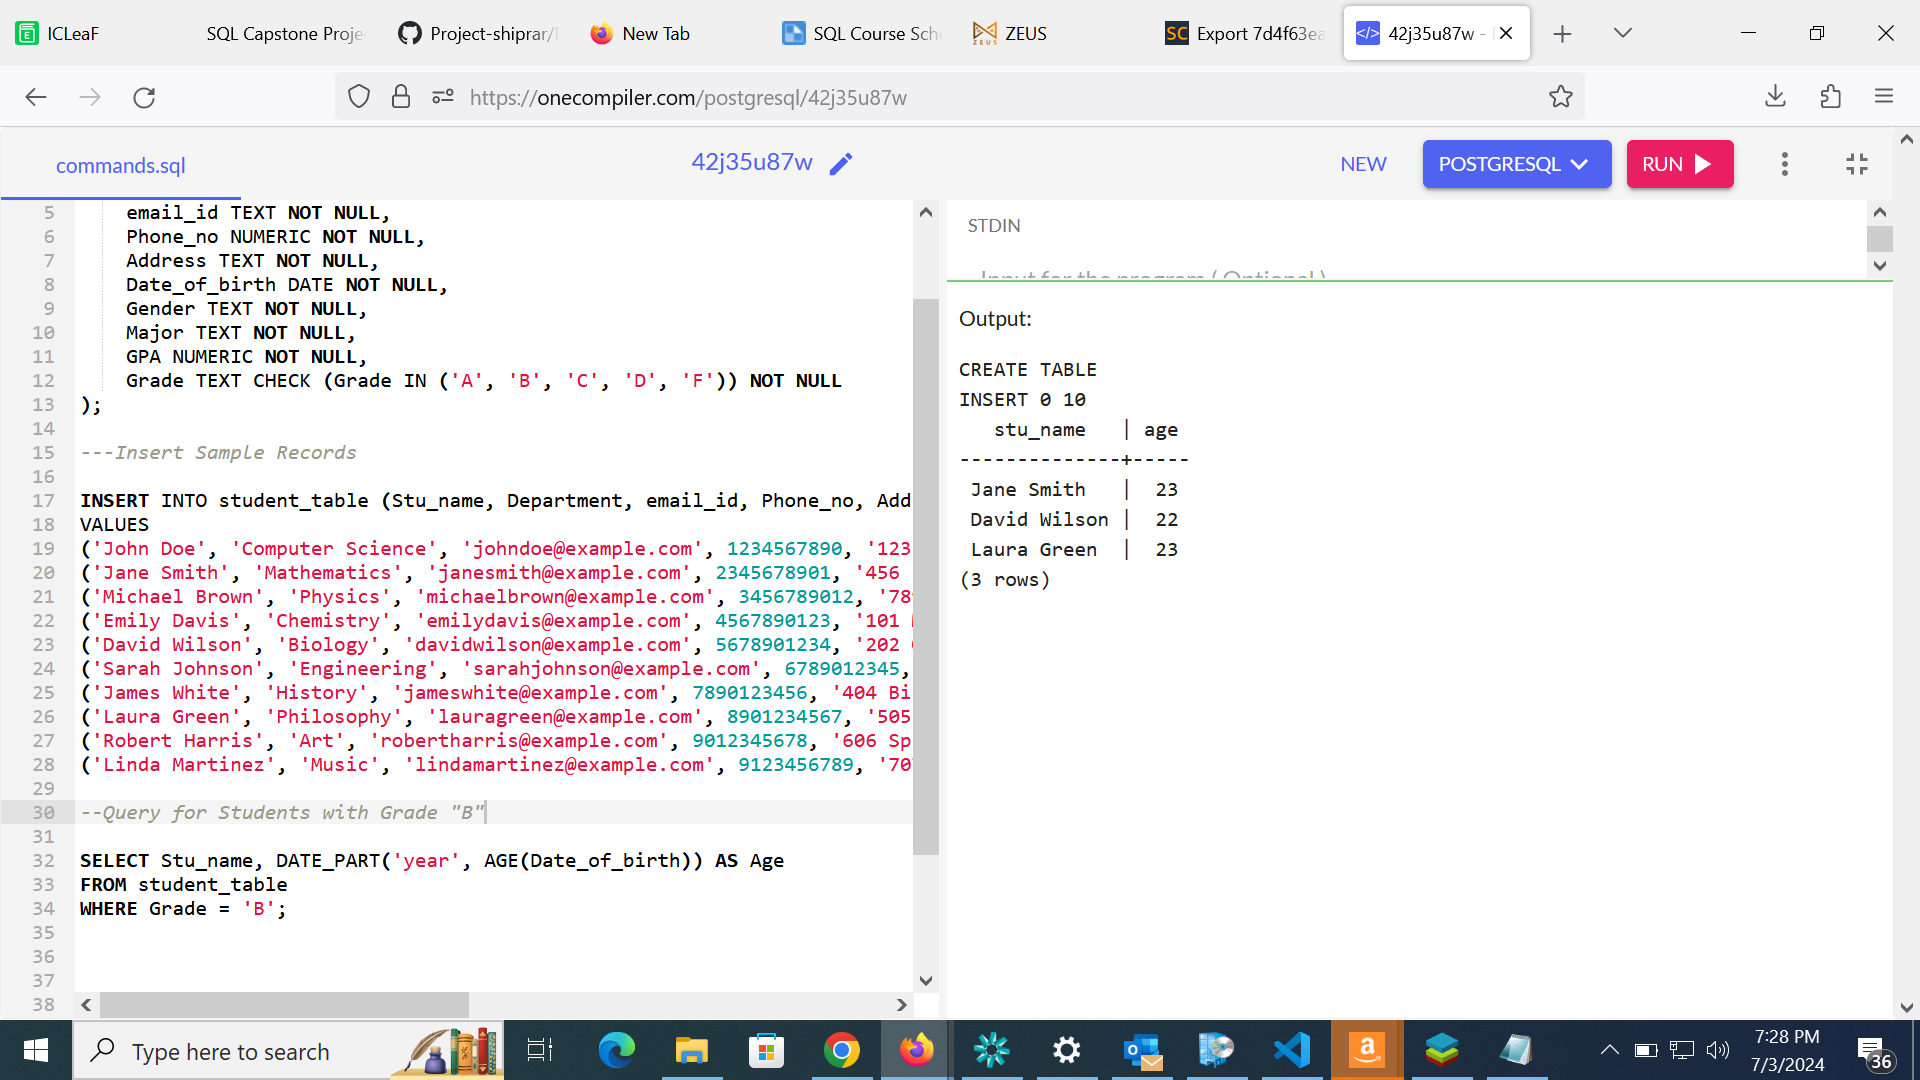 ICLeaF
SQL Capstone Proje
Project-shiprar/
New Tab
SQL Course Sch
ZEUS
SC Export 7d4f63ea
42j35u87w -
https://onecompiler.com/postgresql/42j35u87w
commands.sql
42j35u87w
NEW
POSTGRESQL
RUN
5 email_id TEXT NOT NULL,
6 Phone_no NUMERIC NOT NULL,
7 Address TEXT NOT NULL,
8 Date_of_birth DATE NOT NULL,
9 Gender TEXT NOT NULL,
10 Major TEXT NOT NULL,
11 GPA NUMERIC NOT NULL,
12 Grade TEXT CHECK (Grade IN ('A', 'B', 'C', 'D', 'F')) NOT NULL
13 );
14
15 ---Insert Sample Records
16
17 INSERT INTO student_table (Stu_name, Department, email_id, Phone_no, Add
18 VALUES
19 ('John Doe', 'Computer Science', 'johndoe@example.com', 1234567890, '123
20 ('Jane Smith', 'Mathematics', 'janesmith@example.com', 2345678901, '456
21 ('Michael Brown', 'Physics', 'michaelbrown@example.com', 3456789012, '78
22 ('Emily Davis', 'Chemistry', 'emilydavis@example.com', 4567890123, '101
23 ('David Wilson', 'Biology', 'davidwilson@example.com', 5678901234, '202
24 ('Sarah Johnson', 'Engineering', 'sarahjohnson@example.com', 6789012345,
25 ('James White', 'History', 'jameswhite@example.com', 7890123456, '404 Bi
26 ('Laura Green', 'Philosophy', 'lauragreen@example.com', 8901234567, '505
27 ('Robert Harris', 'Art', 'robertharris@example.com', 9012345678, '606 Sp
28 ('Linda Martinez', 'Music', 'lindamartinez@example.com', 9123456789, '70
29
30 --Query for Students with Grade "B"
31
32 SELECT Stu_name, DATE_PART('year', AGE(Date_of_birth)) AS Age
33 FROM student_table
34 WHERE Grade = 'B';
35
36
37
38
STDIN
Input for the program ( Optional )
Output:
CREATE TABLE
INSERT 0 10
stu_name | age
--------------+-----
Jane Smith | 23
David Wilson | 22
Laura Green | 23
(3 rows)
Type here to search
7:28 PM
7/3/2024
36